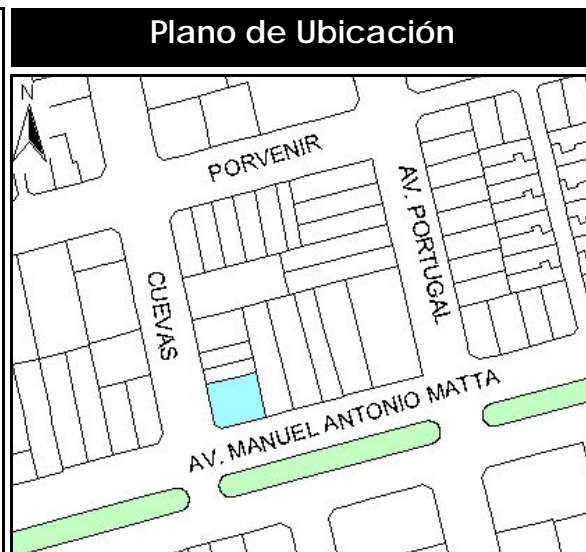 Plano de Ubicación
N
PORVENIR
AV. PORTUGAL
CUEVAS
AV. MANUEL ANTONIO MATTA